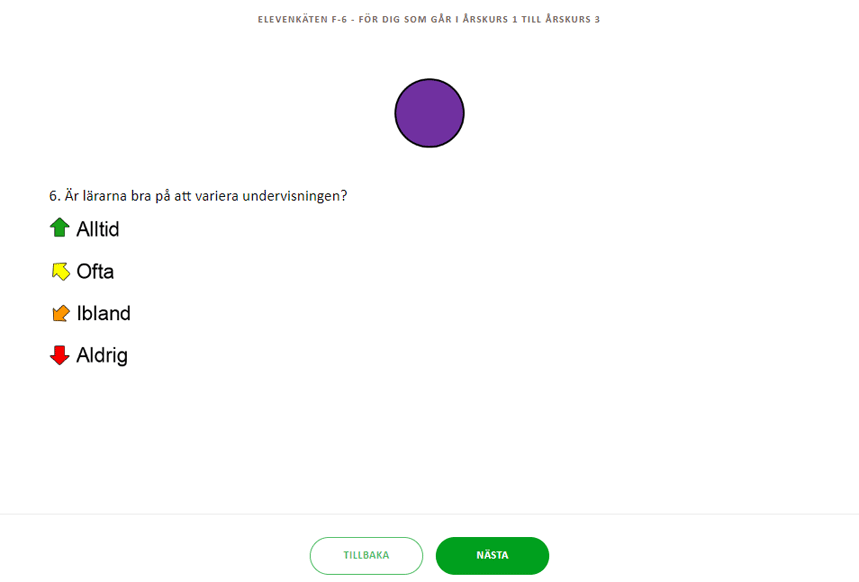 ELEVENKÄTEN F-6 - FÖR DIG SOM GÅR I ÅRSKURS 1 TILL ÅRSKURS 3
6. Är lärarna bra på att variera undervisningen?
Alltid
Ofta
Ibland
Aldrig
TILLBAKA
NÄSTA